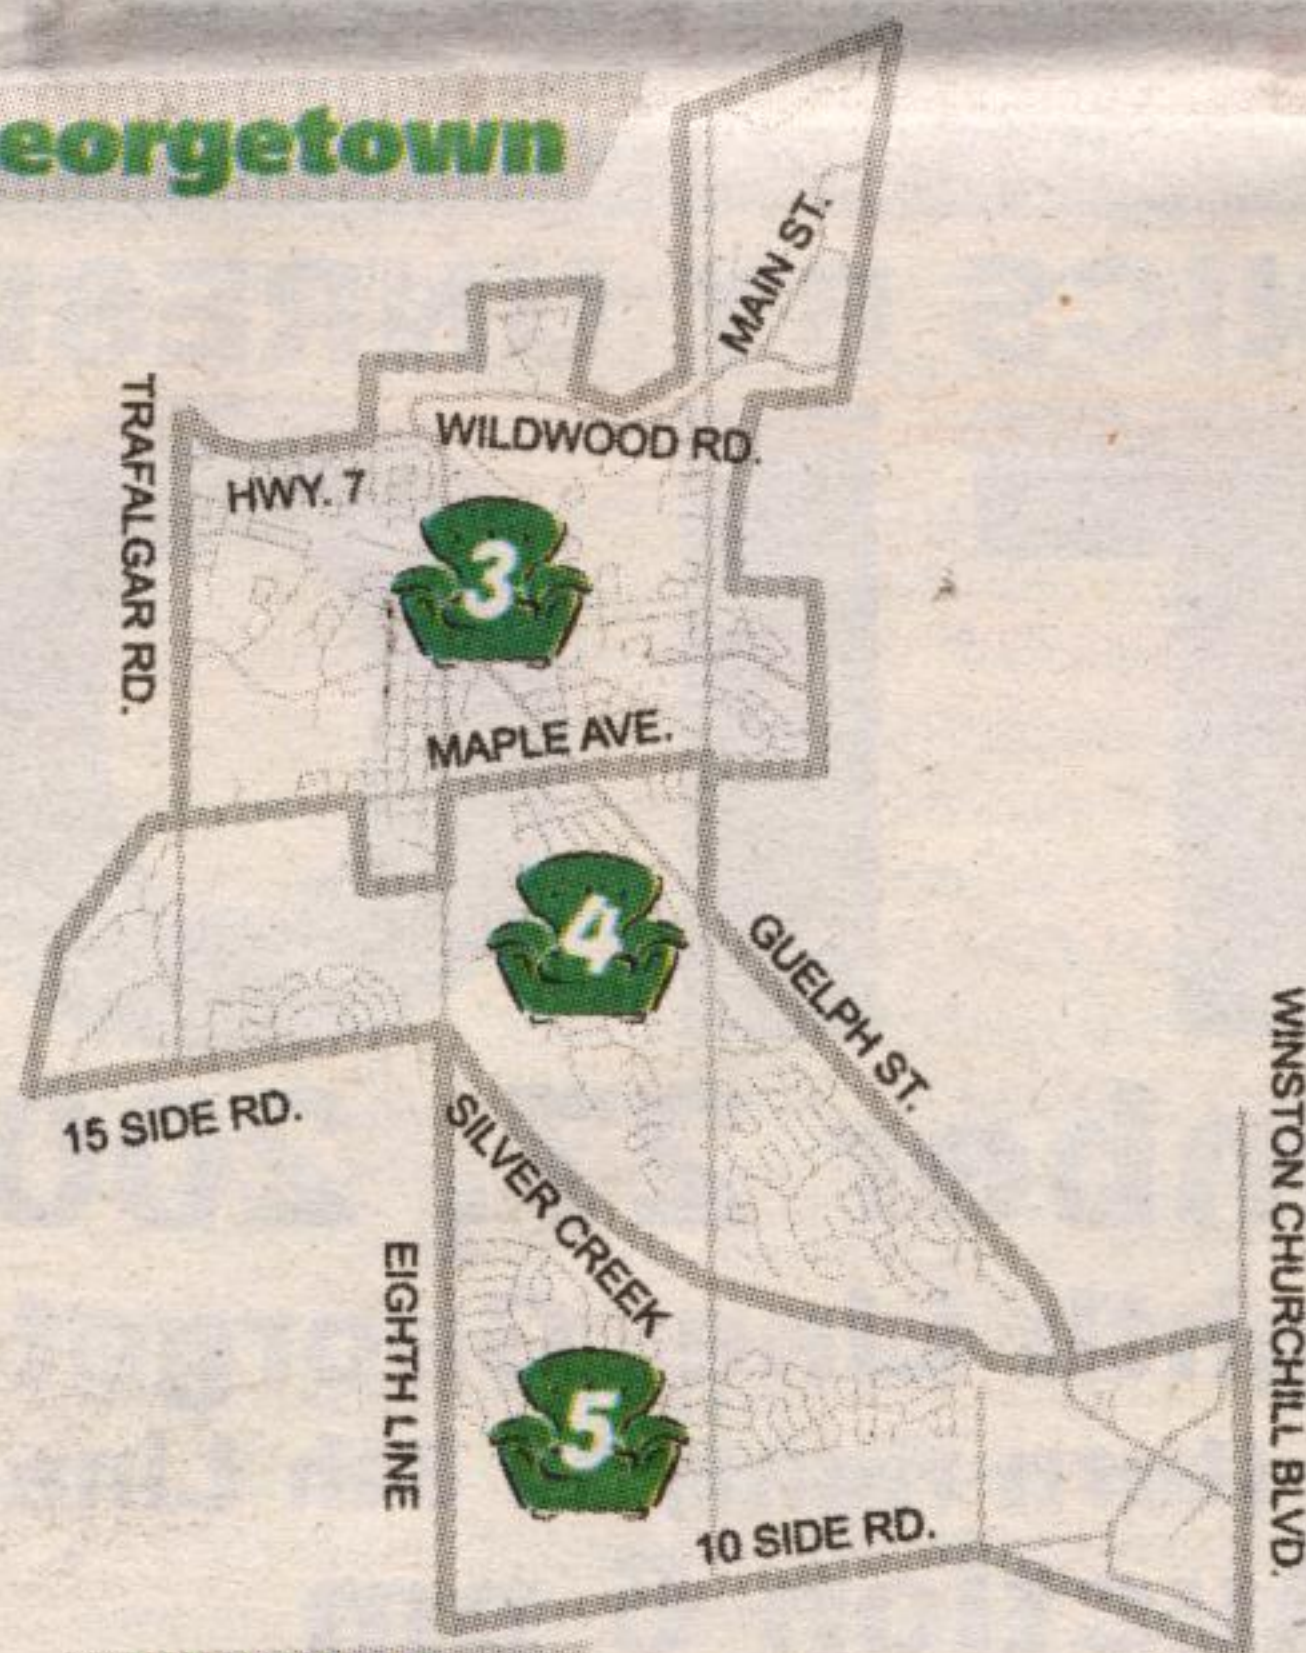 eorgetown
MAIN ST.
TRAFALGAR RD.
WILDWOOD RD.
HWY. 7
3
MAPLE AVE.
4
GUELPH ST.
WINSTON CHURCHILL BLVD.
15 SIDE RD.
SILVER CREEK
EIGHTH LINE
5
10 SIDE RD.